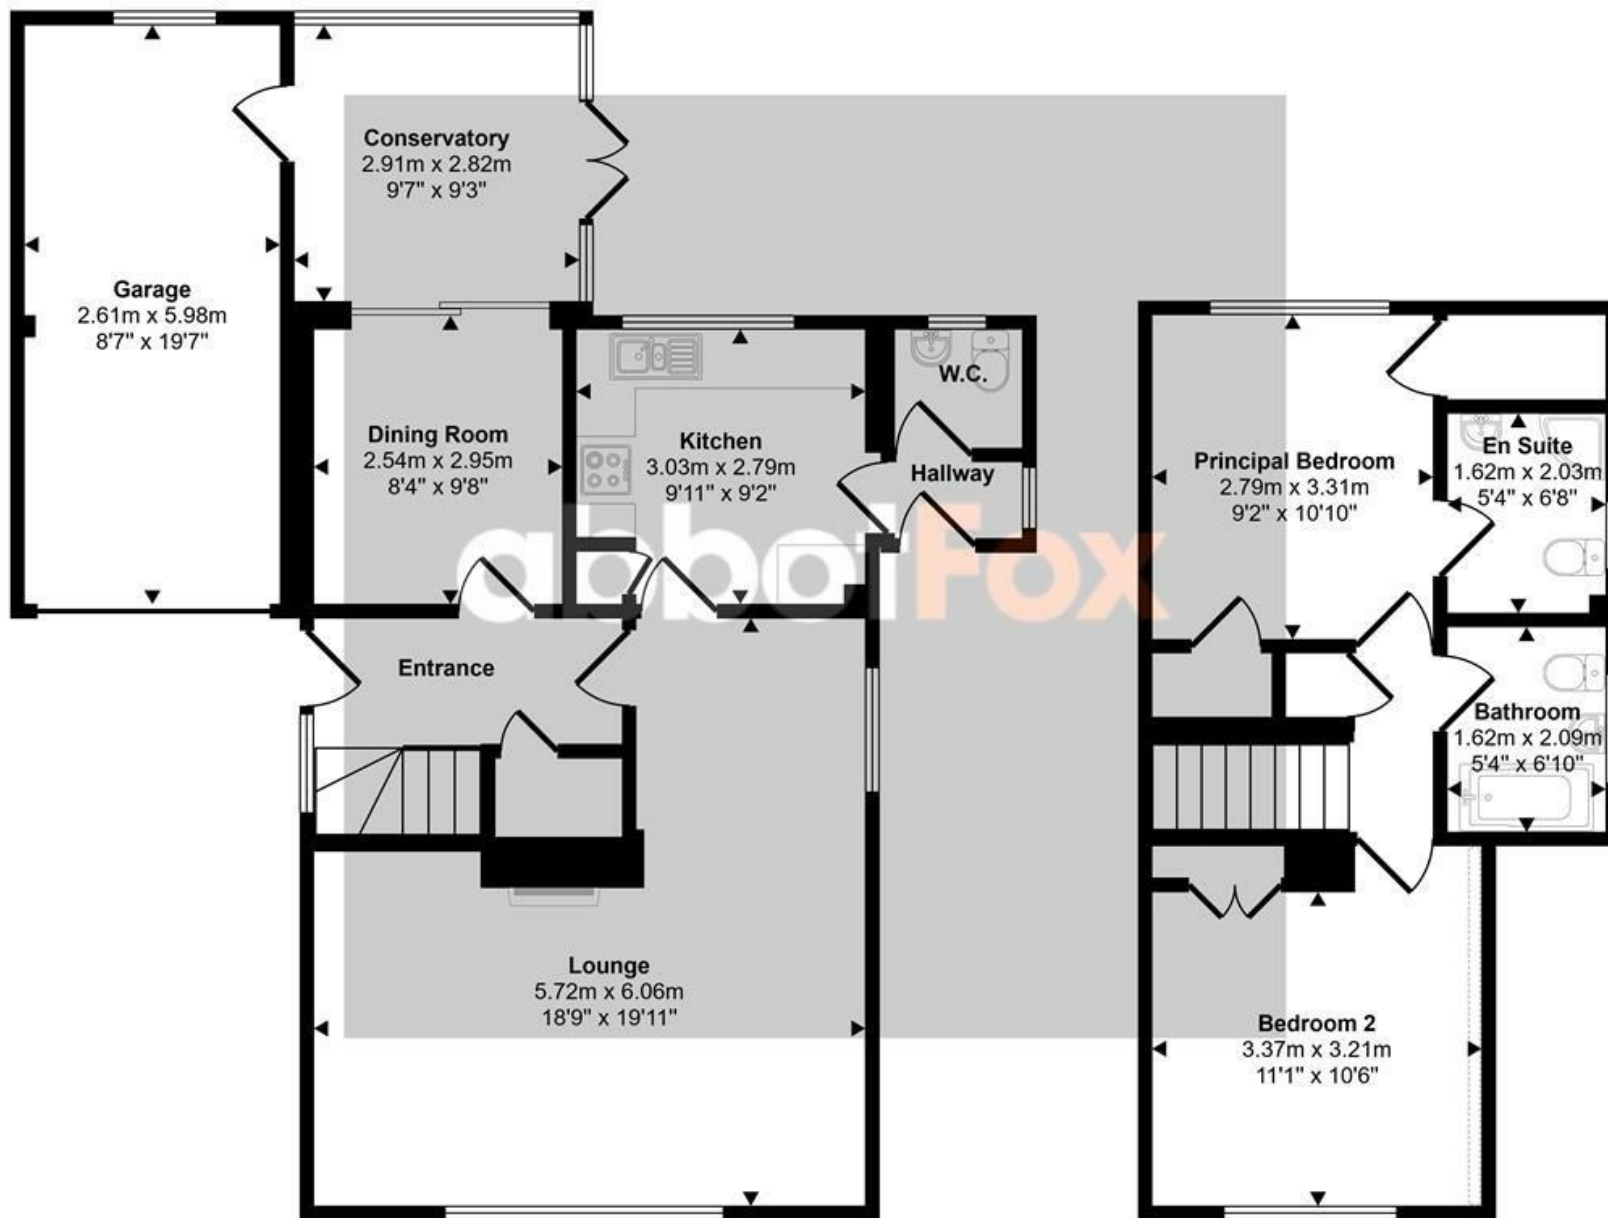 Conservatory
2.91m x 2.82m
9'7" x 9'3"
Garage
2.61m x 5.98m
8'7" x 19'7"
Dining Room
2.54m x 2.95m
8'4" x 9'8"
Kitchen
3.03m x 2.79m
9'11" x 9'2"
W.C.
Hallway
Entrance
Lounge
5.72m x 6.06m
18'9" x 19'11"
Principal Bedroom
2.79m x 3.31m
9'2" x 10'10"
En Suite
1.62m x 2.03m
5'4" x 6'8"
Bathroom
1.62m x 2.09m
5'4" x 6'10"
Bedroom 2
3.37m x 3.21m
11'1" x 10'6"
abbotFox